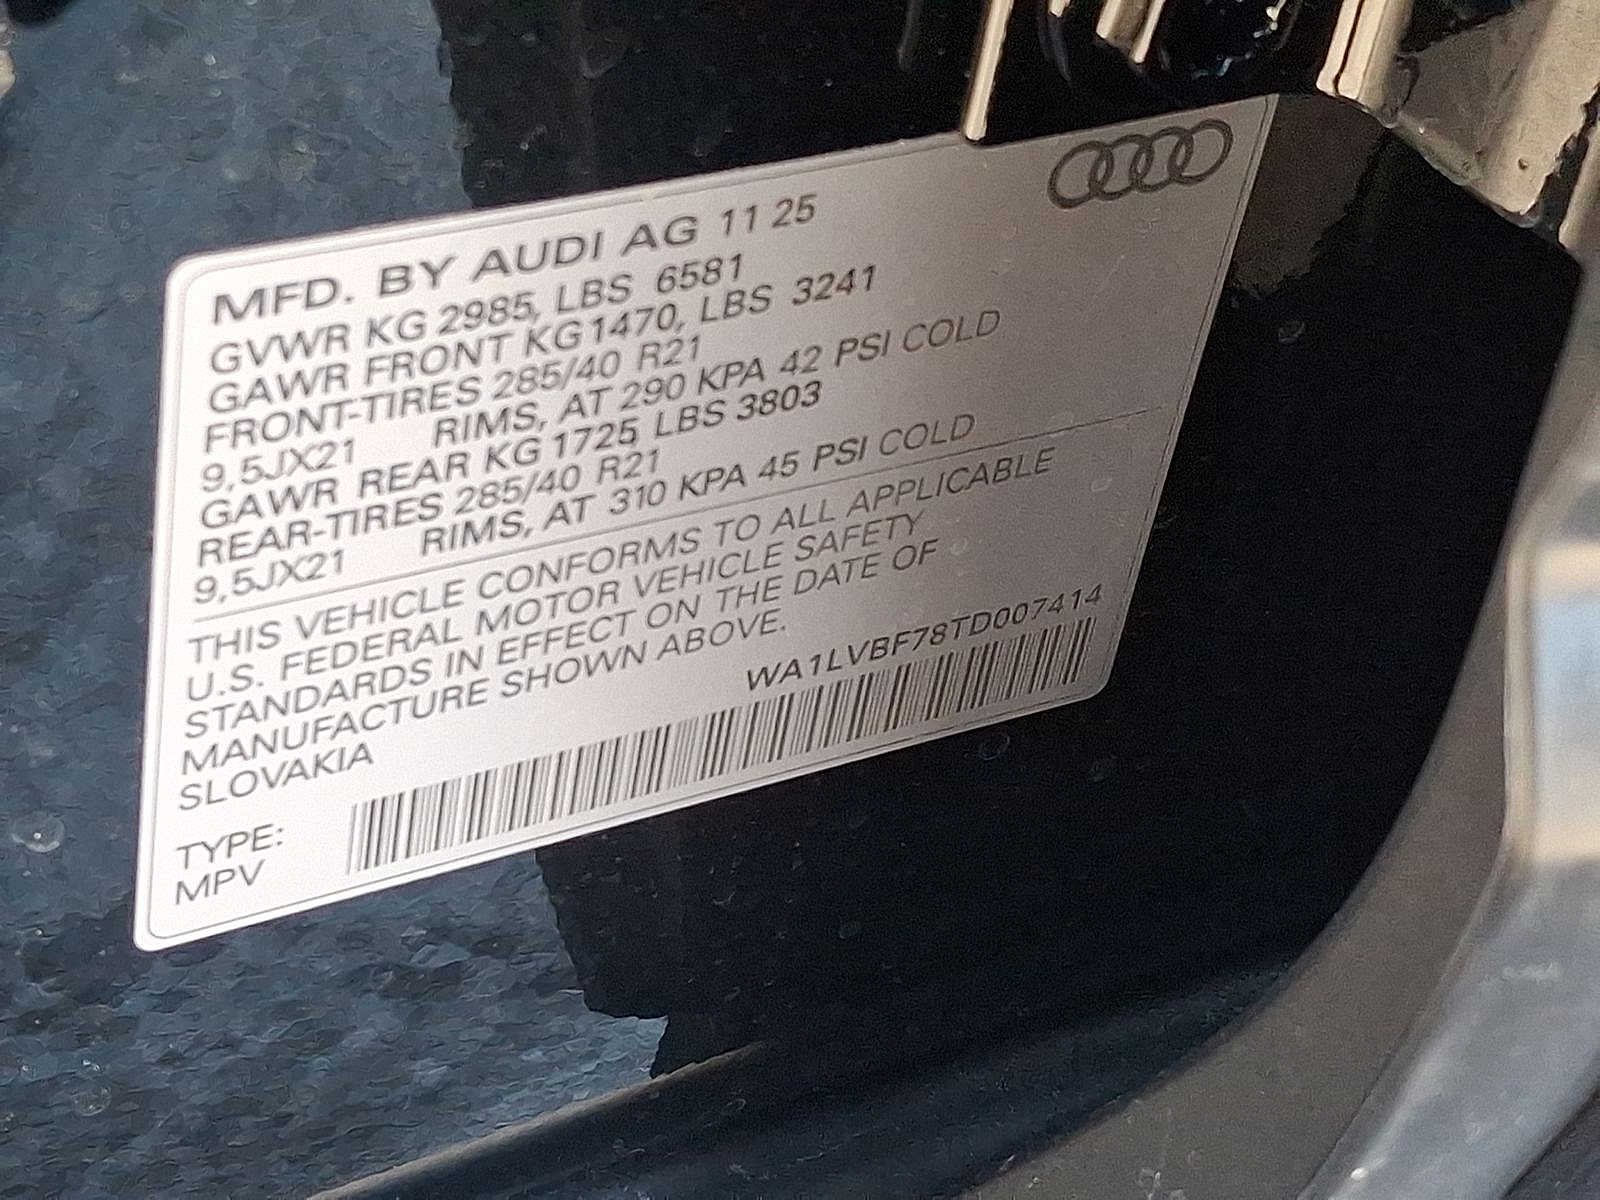 MFD. BY AUDI AG 11 25
GVWR KG 2985, LBS 6581
GAWR FRONT KG 1470, LBS 3241
FRONT-TIRES 285/40 R21
9,5JX21 RIMS, AT 290 KPA 42 PSI COLD
GAWR REAR KG 1725 LBS 3803
REAR-TIRES 285/40 R21
9,5JX21 RIMS, AT 310 KPA 45 PSI COLD
THIS VEHICLE CONFORMS TO ALL APPLICABLE
U.S. FEDERAL MOTOR VEHICLE SAFETY
STANDARDS IN EFFECT ON THE DATE OF
MANUFACTURE SHOWN ABOVE.
SLOVAKIA
WA1LVBF78TD007414
TYPE:
MPV